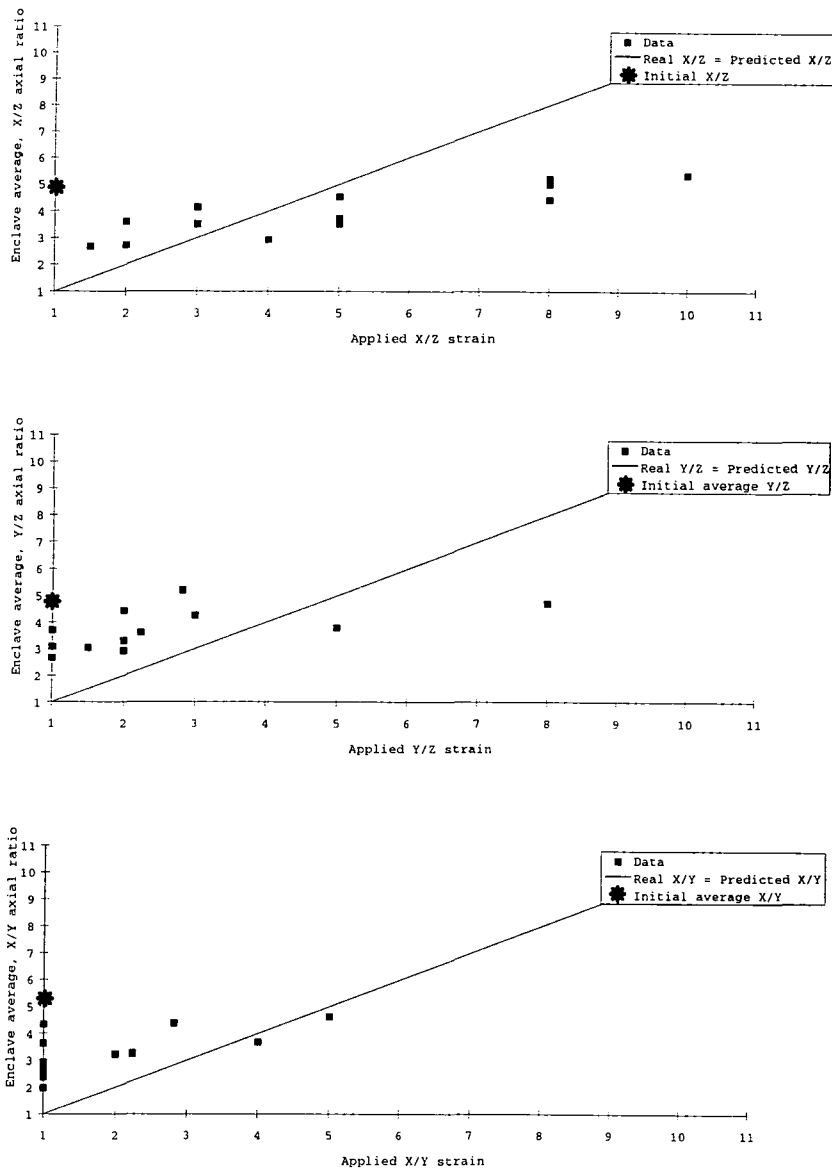 Enclave average, X/Z axial ratio
11
10
9
8
7
6
5
4
3
2
1
1 2 3 4 5 6 7 8 9 10 11
Applied X/Z strain
Data
Real X/Z = Predicted X/Z
Initial X/Z
Enclave average, Y/Z axial ratio
11
10
9
8
7
6
5
4
3
2
1
1 2 3 4 5 6 7 8 9 10 11
Applied Y/Z strain
Data
Real Y/Z = Predicted Y/Z
Initial average Y/Z
Enclave average, X/Y axial ratio
11
10
9
8
7
6
5
4
3
2
1
1 2 3 4 5 6 7 8 9 10 11
Applied X/Y strain
Data
Real X/Y = Predicted X/Y
Initial average X/Y